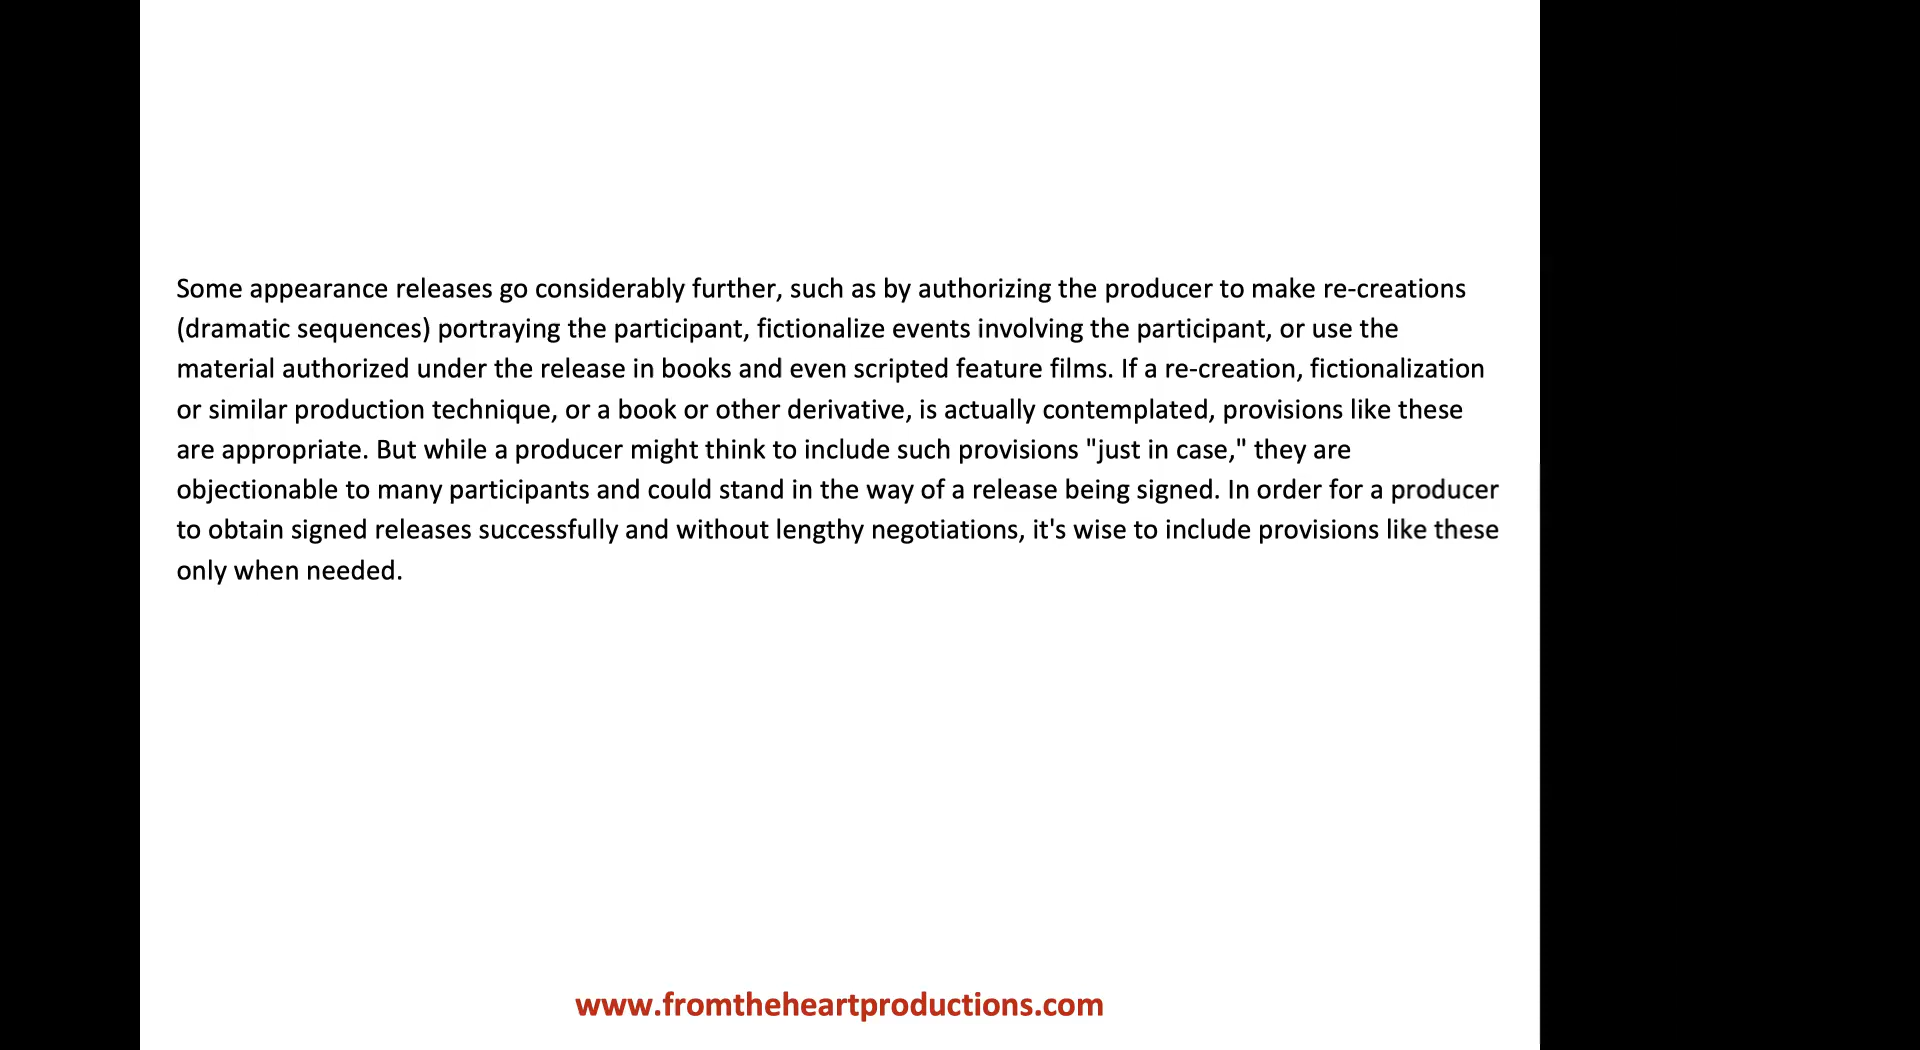 Some appearance releases go considerably further, such as by authorizing the producer to make re-creations
(dramatic sequences) portraying the participant, fictionalize events involving the participant, or use the
material authorized under the release in books and even scripted feature films. If a re-creation, fictionalization
or similar production technique, or a book or other derivative, is actually contemplated, provisions like these
are appropriate. But while a producer might think to include such provisions "just in case," they are
objectionable to many participants and could stand in the way of a release being signed. In order for a producer
to obtain signed releases successfully and without lengthy negotiations, it's wise to include provisions like these
only when needed.
www.fromtheheartproductions.com